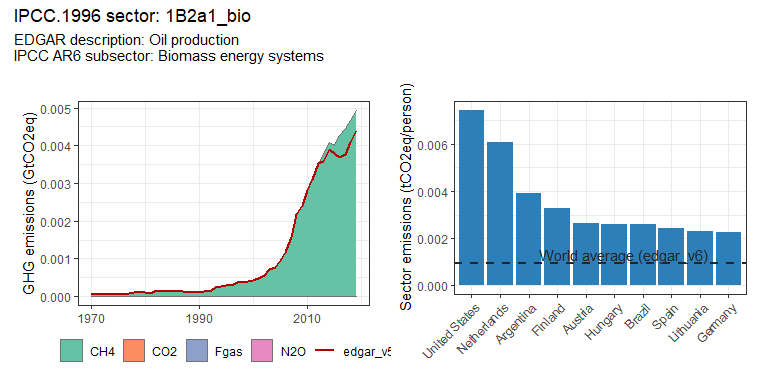 IPCC.1996 sector: 1B2a1_bio
EDGAR description: Oil production
IPCC AR6 subsector: Biomass energy systems
GHG emissions (GtCO2eq)
0.005
0.004
0.003
0.002
0.001
0.000
1970
1990
2010
CH4
CO2
Fgas
N2O
edgar_v5
Sector emissions (tCO2eq/person)
0.006
0.004
0.002
0.000
World average (edgar_v6)
United States
Netherlands
Argentina
Finland
Austria
Hungary
Brazil
Spain
Lithuania
Germany